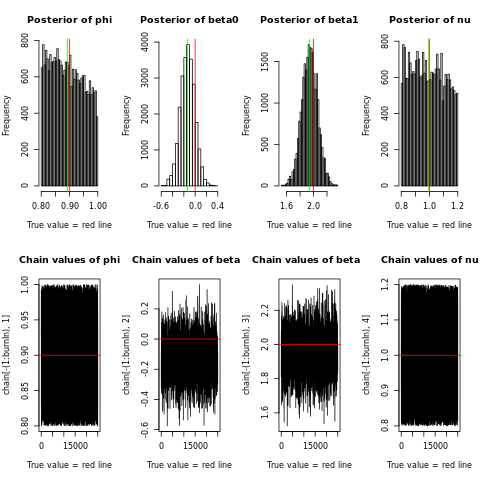 Posterior of phi
Posterior of beta0
Posterior of beta1
Posterior of nu
Frequency
0 200 400 600 800
0.80 0.90 1.00
True value = red line
Frequency
0 1000 2000 3000 4000
-0.6 0.0 0.4
True value = red line
Frequency
0 500 1000 1500
1.6 2.0
True value = red line
Frequency
0 200 400 600 800
0.8 1.0 1.2
True value = red line
Chain values of phi
Chain values of beta
Chain values of beta
Chain values of nu
chain[-(1:burnIn), 1]
0.80 0.85 0.90 0.95 1.00
0 15000
True value = red line
chain[-(1:burnIn), 2]
-0.6 -0.4 -0.2 0.0 0.2
0 15000
True value = red line
chain[-(1:burnIn), 3]
1.6 1.8 2.0 2.2
0 15000
True value = red line
chain[-(1:burnIn), 4]
0.8 0.9 1.0 1.1 1.2
0 15000
True value = red line